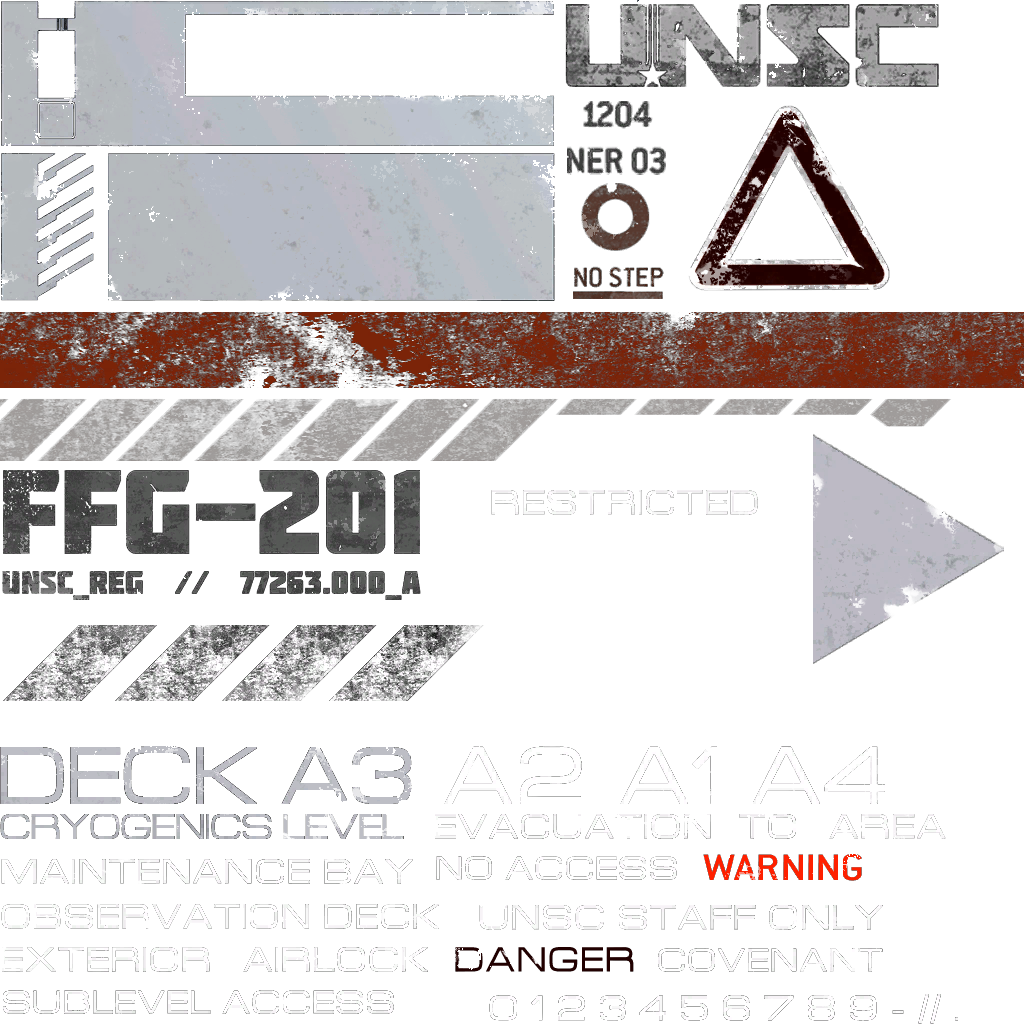 UNSC
1204
NER 03
NO STEP
FFG-201
RESTRICTED
UNSC_REG // 77263.000_A
DECK A3 A2 A1 A4
CRYOGENICS LEVEL EVACUATION TO AREA
MAINTENANCE BAY NO ACCESS WARNING
OBSERVATION DECK UNSC STAFF ONLY
EXTERIOR AIRLOCK DANGER COVENANT
SUBLEVEL ACCESS 0 1 2 3 4 5 6 7 8 9 - // .